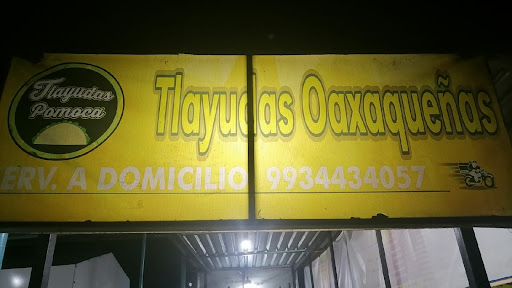 Tlayudas
Pomoca
Tlayudas Oaxaqueñas
ERV. A DOMICILIO 9934434057